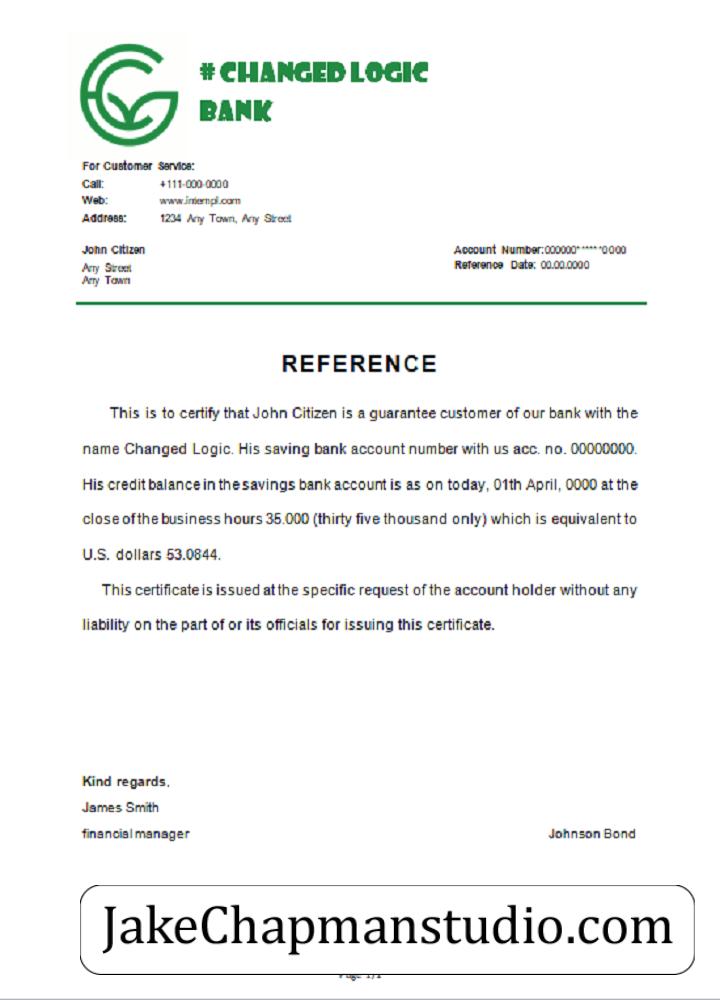 # CHANGED LOGIC
BANK
For Customer Service:
Call: +111-000-0000
Web: www.intempl.com
Address: 1234 Any Town, Any Street
John Citizen Account Number:000000******0000
Any Street Reference Date: 00.00.0000
Any Town
REFERENCE
This is to certify that John Citizen is a guarantee customer of our bank with the
name Changed Logic. His saving bank account number with us acc. no. 00000000.
His credit balance in the savings bank account is as on today, 01th April, 0000 at the
close of the business hours 35.000 (thirty five thousand only) which is equivalent to
U.S. dollars 53.0844.
This certificate is issued at the specific request of the account holder without any
liability on the part of or its officials for issuing this certificate.
Kind regards,
James Smith
financial manager Johnson Bond
JakeChapmanstudio.com
Page 1/1